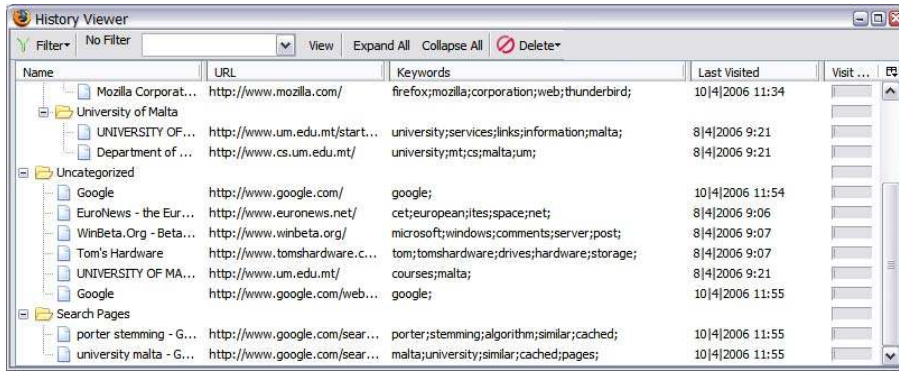 History Viewer
Filter No Filter View Expand All Collapse All Delete
Name URL Keywords Last Visited Visit ...
Mozilla Corporat... http://www.mozilla.com/ firefox;mozilla;corporation;web;thunderbird; 10|4|2006 11:34
University of Malta
UNIVERSITY OF... http://www.um.edu.mt/start... university;services;links;information;malta; 8|4|2006 9:21
Department of ... http://www.cs.um.edu.mt/ university;mt;cs;malta;um; 8|4|2006 9:21
Uncategorized
Google http://www.google.com/ google; 10|4|2006 11:54
EuroNews - the Eur... http://www.euronews.net/ cet;european;ites;space;net; 8|4|2006 9:06
WinBeta.Org - Beta... http://www.winbeta.org/ microsoft;windows;comments;server;post; 8|4|2006 9:07
Tom's Hardware http://www.tomshardware.c... tom;tomshardware;drives;hardware;storage; 8|4|2006 9:07
UNIVERSITY OF MA... http://www.um.edu.mt/ courses;malta; 8|4|2006 9:21
Google http://www.google.com/web... google; 10|4|2006 11:55
Search Pages
porter stemming - G... http://www.google.com/sear... porter;stemming;algorithm;similar;cached; 10|4|2006 11:55
university malta - G... http://www.google.com/sear... malta;university;similar;cached;pages; 10|4|2006 11:55